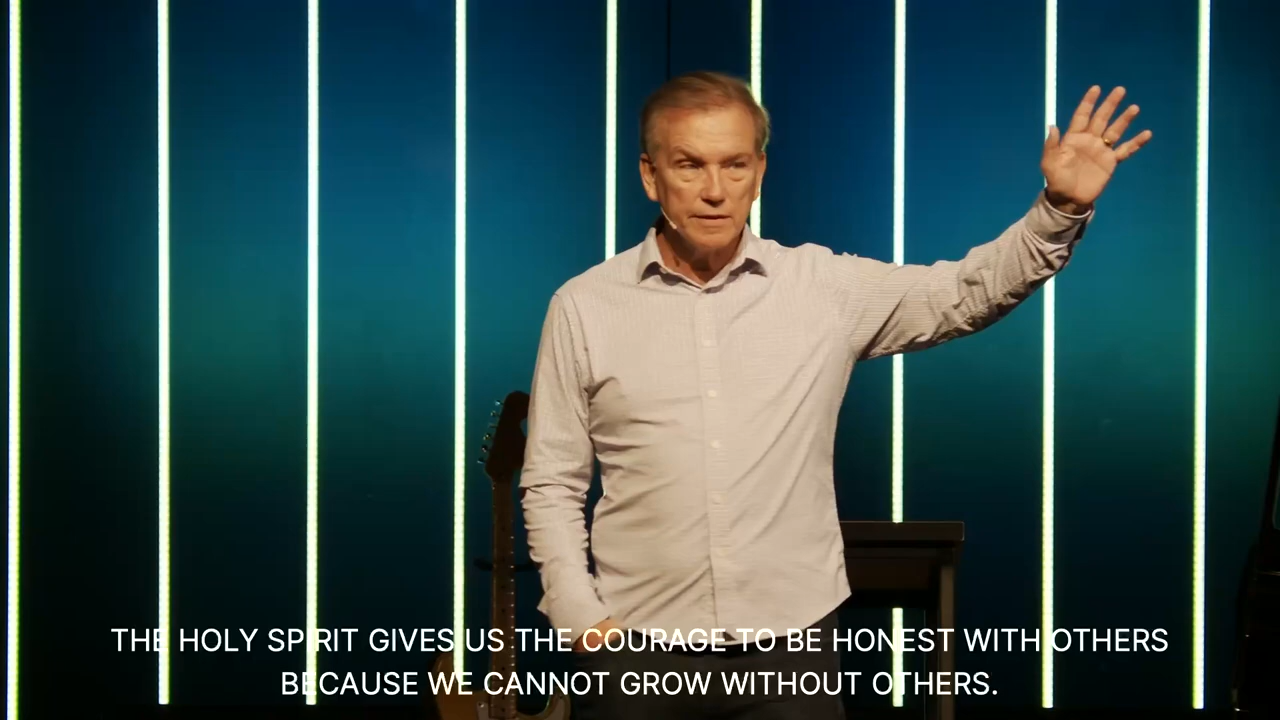 THE HOLY SPIRIT GIVES US THE COURAGE TO BE HONEST WITH OTHERS
BECAUSE WE CANNOT GROW WITHOUT OTHERS.